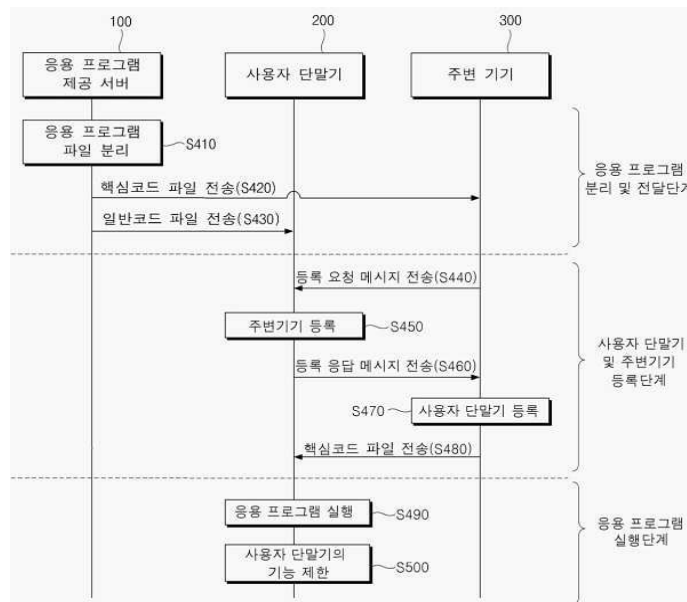 100
200
300
응용 프로그램
제공 서버
사용자 단말기
주변 기기
응용 프로그램
파일 분리
S410
핵심코드 파일 전송(S420)
일반코드 파일 전송(S430)
응용 프로그램
분리 및 전달단계
등록 요청 메시지 전송(S440)
주변기기 등록
S450
등록 응답 메시지 전송(S460)
S470
사용자 단말기 등록
핵심코드 파일 전송(S480)
사용자 단말기
및 주변기기
등록단계
응용 프로그램 실행
S490
사용자 단말기의
기능 제한
S500
응용 프로그램
실행단계